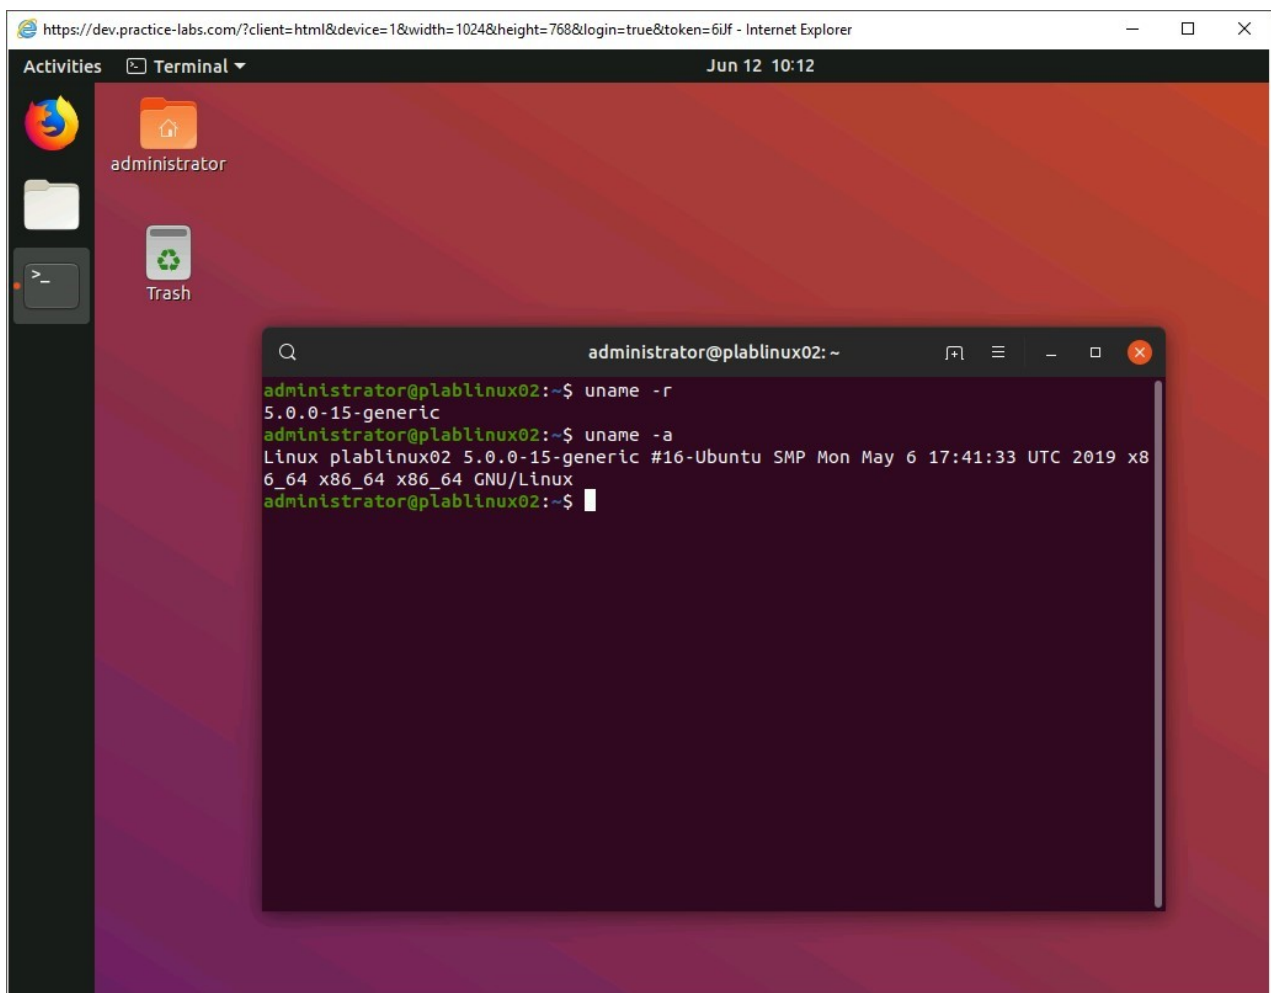 https://dev.practice-labs.com/?client=html&device=1&width=1024&height=768&login=true&token=6iJf - Internet Explorer
Activities Terminal Jun 12 10:12
administrator
Trash
administrator@plablinux02: ~
administrator@plablinux02:~$ uname -r
5.0.0-15-generic
administrator@plablinux02:~$ uname -a
Linux plablinux02 5.0.0-15-generic #16-Ubuntu SMP Mon May 6 17:41:33 UTC 2019 x8
6_64 x86_64 x86_64 GNU/Linux
administrator@plablinux02:~$